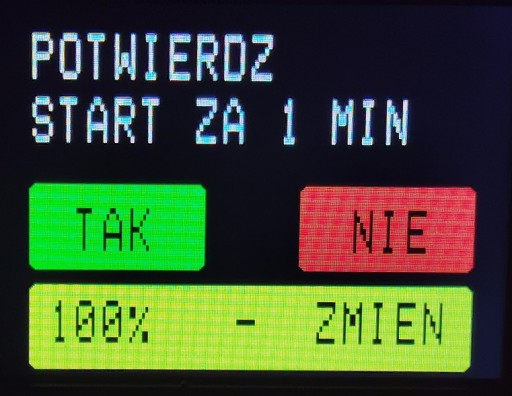 POTWIERDZ
START ZA 1 MIN
TAK NIE
100% - ZMIEN